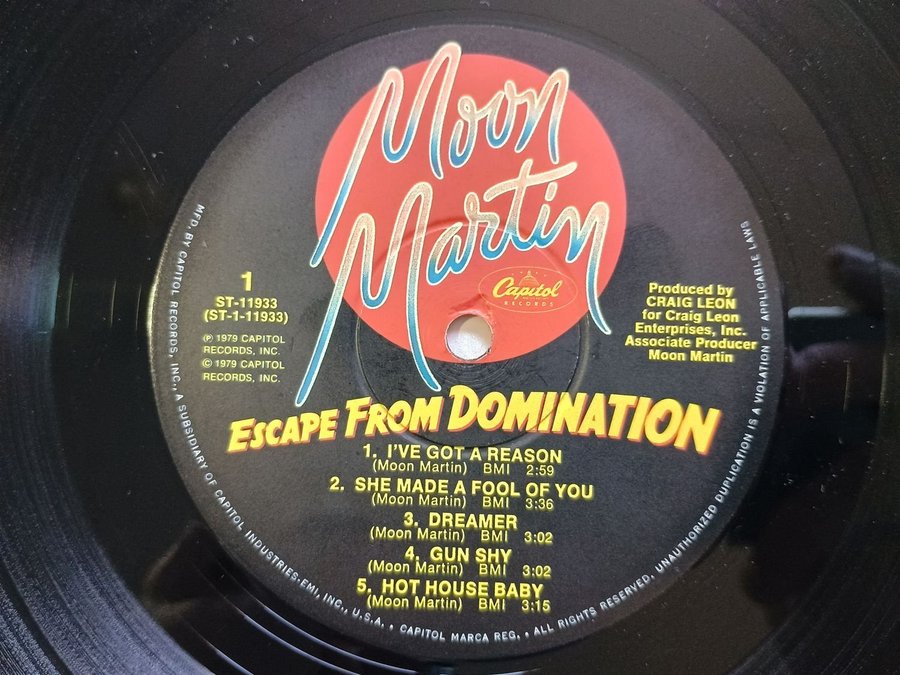 Moon
Martin
Capitol
RECORDS
1
ST-11933
(ST-1-11933)
℗ 1979 CAPITOL
RECORDS, INC.
© 1979 CAPITOL
RECORDS, INC.
Produced by
CRAIG LEON
for Craig Leon
Enterprises, Inc.
Associate Producer
Moon Martin
ESCAPE FROM DOMINATION
1. I'VE GOT A REASON
(Moon Martin) BMI 2:59
2. SHE MADE A FOOL OF YOU
(Moon Martin) BMI 3:36
3. DREAMER
(Moon Martin) BMI 3:02
4. GUN SHY
(Moon Martin) BMI 3:02
5. HOT HOUSE BABY
(Moon Martin) BMI 3:15
MFD. BY CAPITOL RECORDS, INC., A SUBSIDIARY OF CAPITOL INDUSTRIES-EMI, INC., U.S.A. • CAPITOL MARCA REG. • ALL RIGHTS RESERVED. UNAUTHORIZED DUPLICATION IS A VIOLATION OF APPLICABLE LAWS